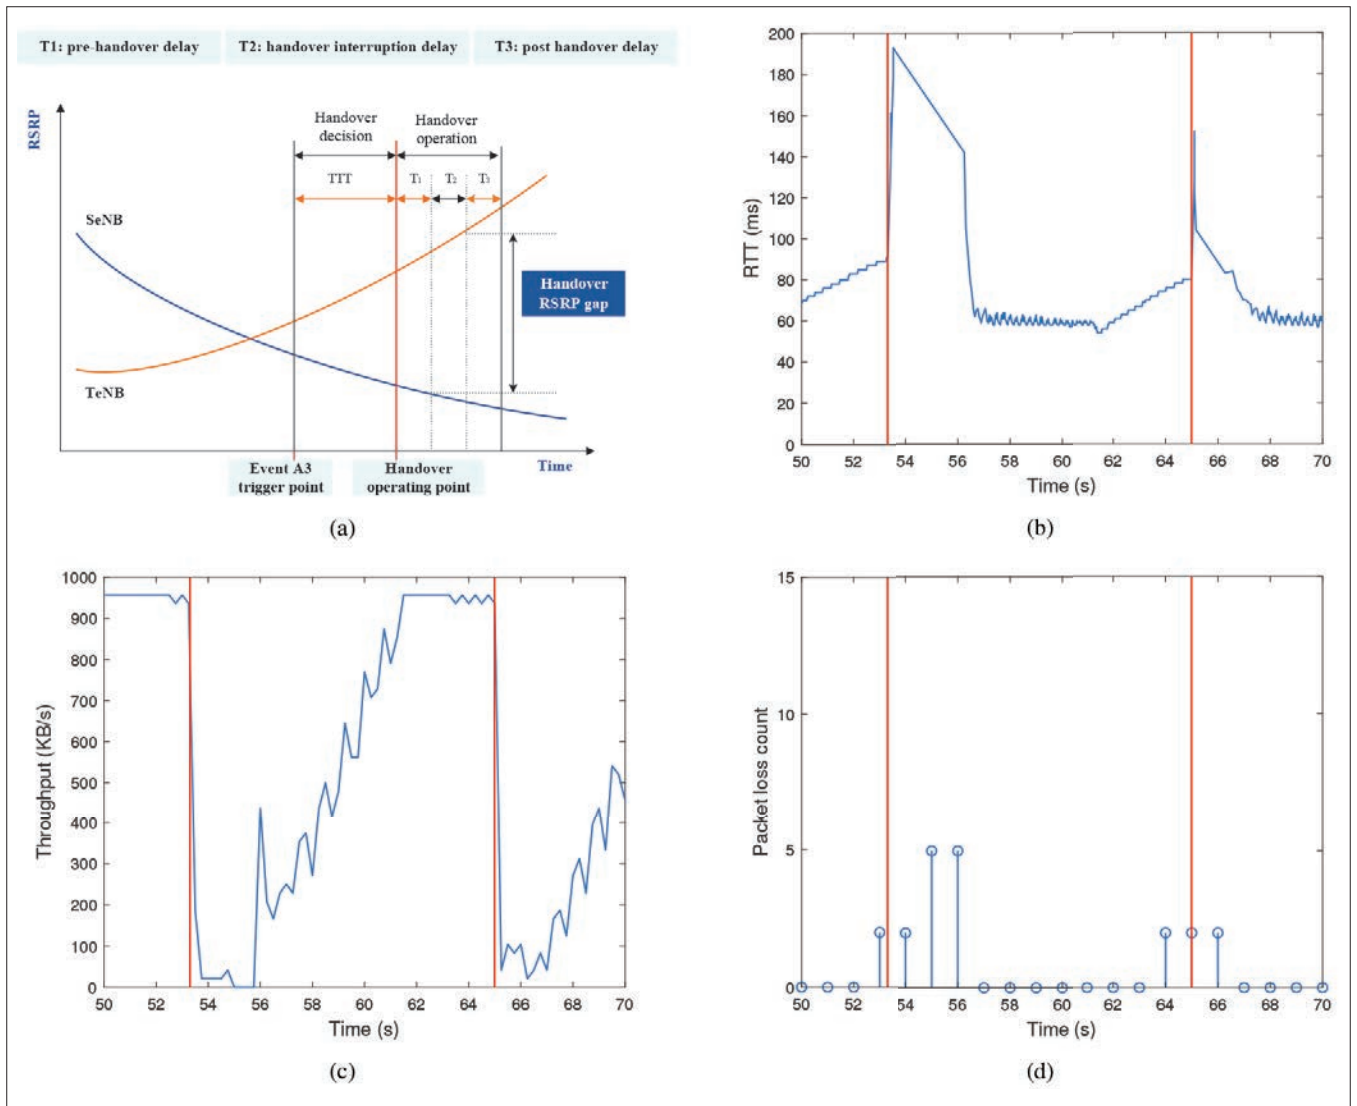 T1: pre-handover delay
T2: handover interruption delay
T3: post handover delay
RSRP
Handover
decision
Handover
operation
TTT
T1
T2
T3
SeNB
Handover
RSRP gap
TeNB
Time
Event A3
trigger point
Handover
operating point
(a)
200
180
160
140
120
100
80
60
40
20
0
RTT (ms)
50 52 54 56 58 60 62 64 66 68 70
Time (s)
(b)
1000
900
800
700
600
500
400
300
200
100
0
Throughput (KB/s)
50 52 54 56 58 60 62 64 66 68 70
Time (s)
(c)
15
10
5
0
Packet loss count
50 52 54 56 58 60 62 64 66 68 70
Time (s)
(d)